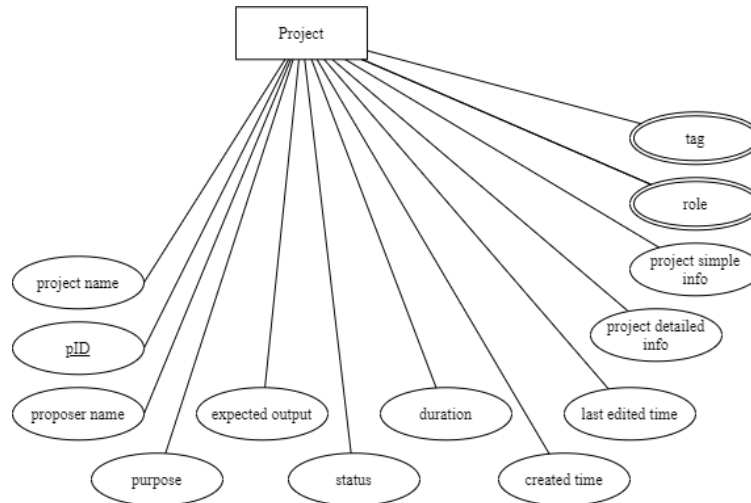 Project
tag
role
project simple
info
project detailed
info
project name
pID
proposer name
expected output
duration
last edited time
purpose
status
created time